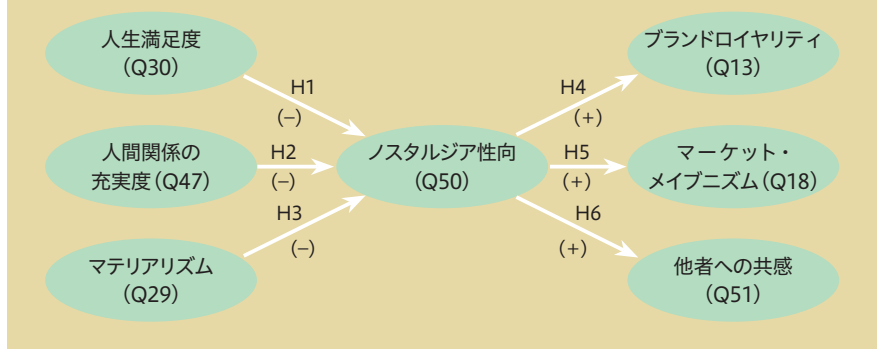 人生満足度
(Q30)
ブランドロイヤリティ
(Q13)
H1
(−)
H4
(+)
人間関係の
充実度(Q47)
H2
(−)
ノスタルジア性向
(Q50)
H5
(+)
マーケット・
メイブニズム(Q18)
H3
(−)
H6
(+)
マテリアリズム
(Q29)
他者への共感
(Q51)